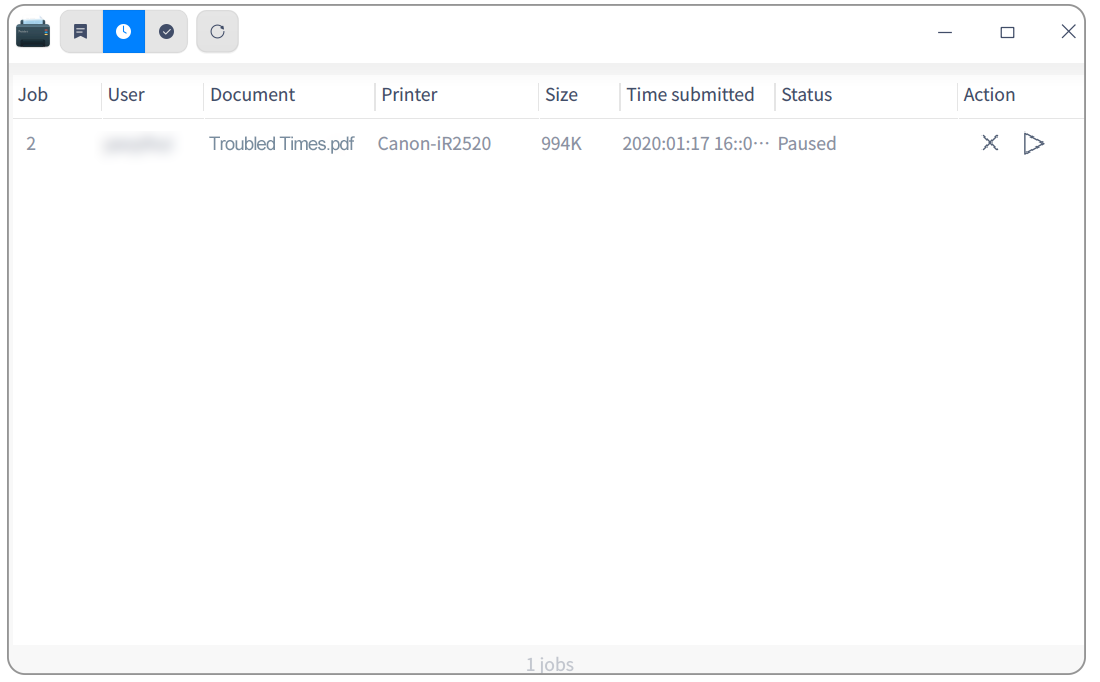 Job User Document Printer Size Time submitted Status Action
2 Troubled Times.pdf Canon-iR2520 994K 2020:01:17 16::0··· Paused
1 jobs